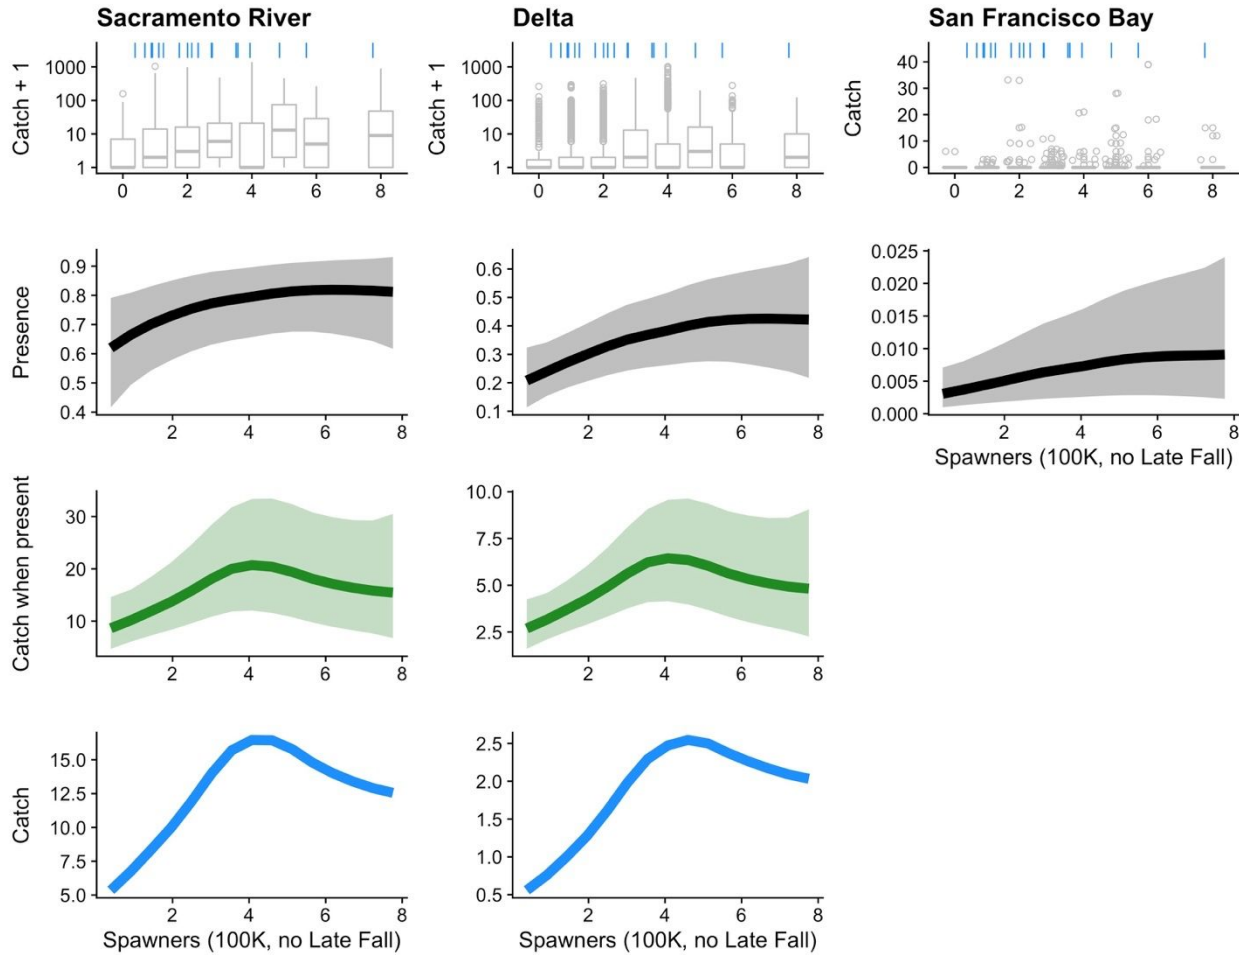 Sacramento River
Delta
San Francisco Bay
Catch + 1
1000
100
10
1
0 2 4 6 8
Catch + 1
1000
100
10
1
0 2 4 6 8
Catch
40
30
20
10
0
0 2 4 6 8
Presence
0.9
0.8
0.7
0.6
0.5
0.4
2 4 6 8
0.6
0.5
0.4
0.3
0.2
0.1
2 4 6 8
0.025
0.020
0.015
0.010
0.005
0.000
0 2 4 6 8
Spawners (100K, no Late Fall)
Catch when present
30
20
10
2 4 6 8
10.0
7.5
5.0
2.5
2 4 6 8
Catch
15.0
12.5
10.0
7.5
5.0
2 4 6 8
Spawners (100K, no Late Fall)
2.5
2.0
1.5
1.0
0.5
2 4 6 8
Spawners (100K, no Late Fall)